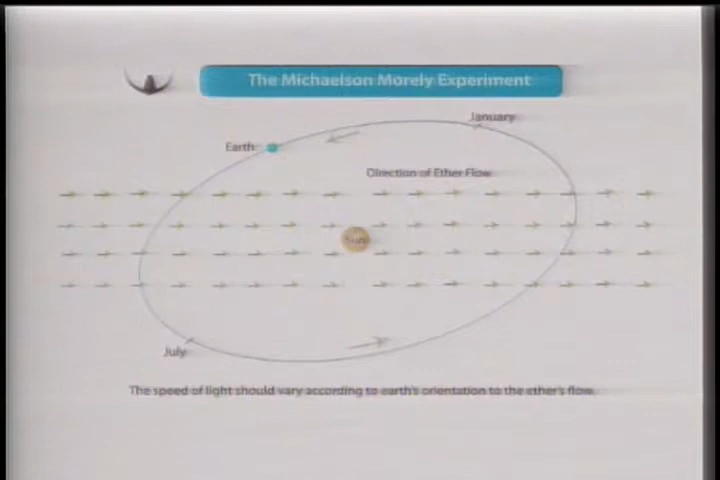 The Michaelson Morely Experiment
January
Earth
Direction of Ether Flow
Sun
July
The speed of light should vary according to earth's orientation to the ether's flow.